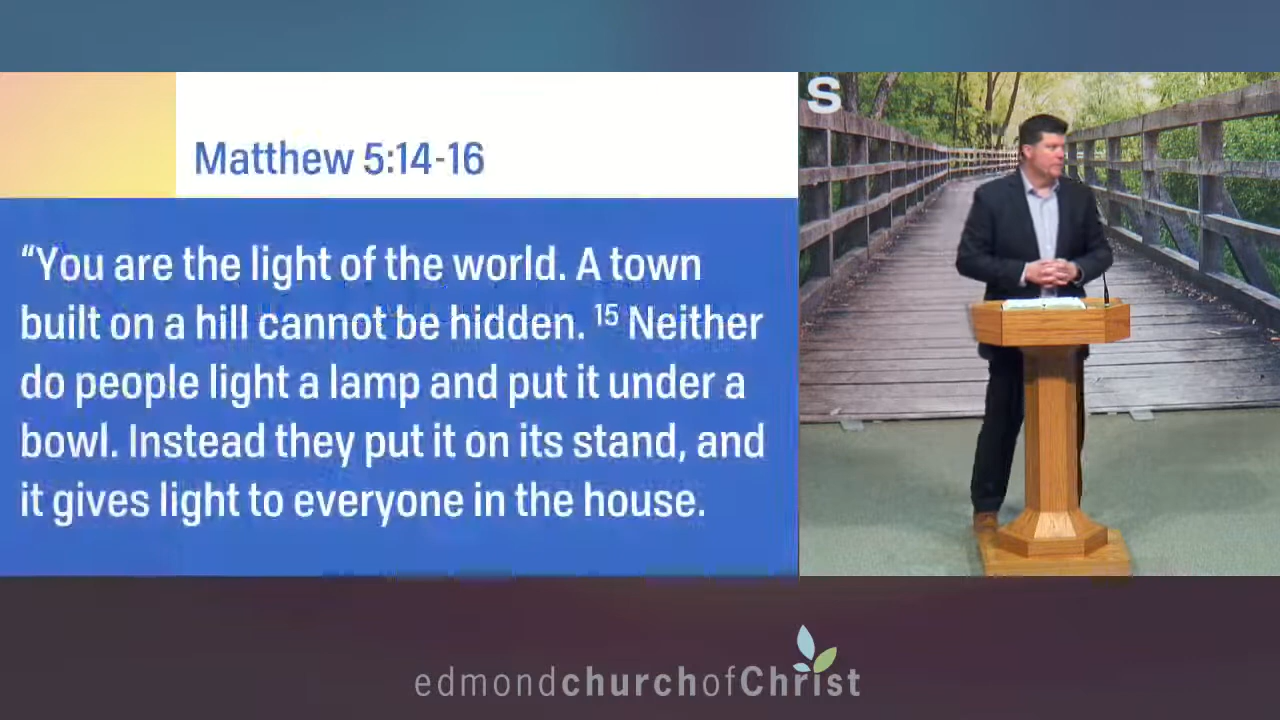 S
Matthew 5:14-16
“You are the light of the world. A town
built on a hill cannot be hidden. ¹⁵ Neither
do people light a lamp and put it under a
bowl. Instead they put it on its stand, and
it gives light to everyone in the house.
edmondchurchofChrist